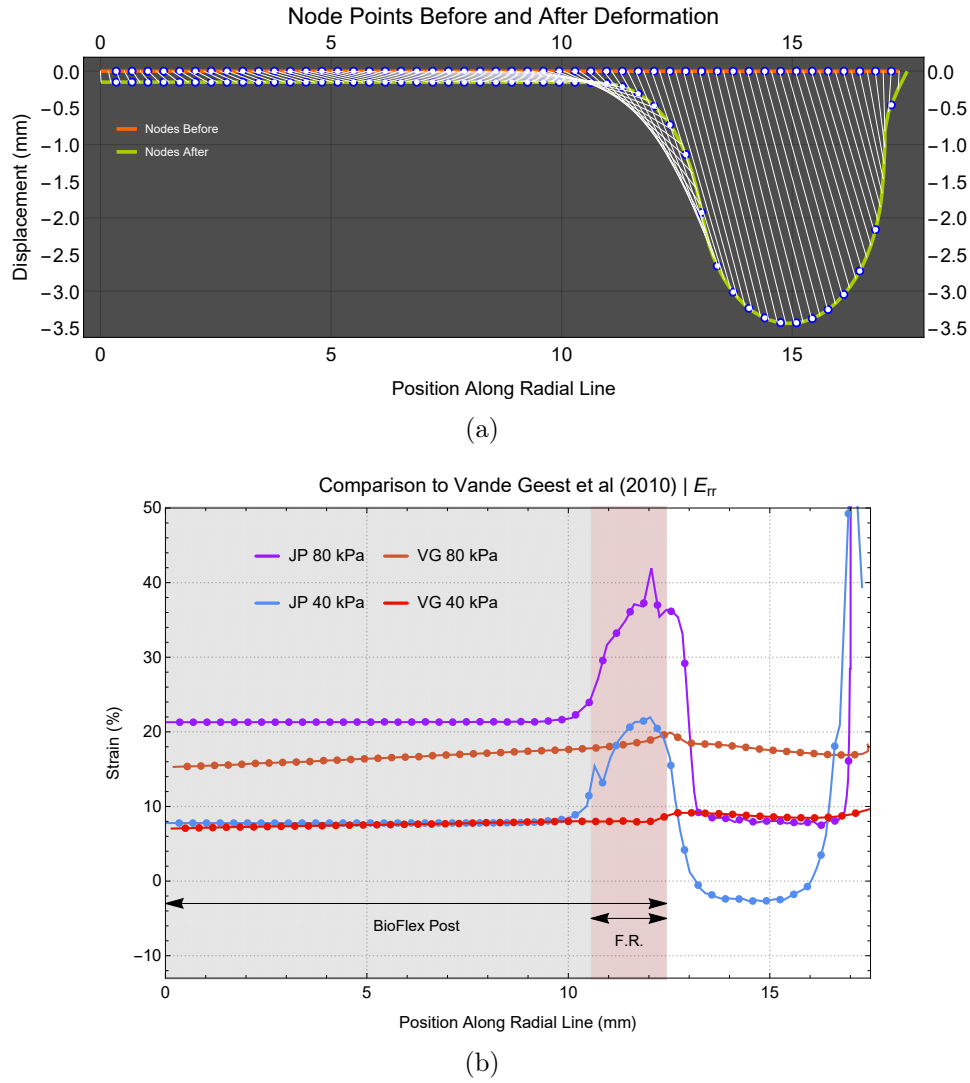 Node Points Before and After Deformation
0 5 10 15
0.0 0.0
−0.5 −0.5
Nodes Before
−1.0 −1.0
Nodes After
−1.5 −1.5
−2.0 −2.0
−2.5 −2.5
−3.0 −3.0
−3.5 −3.5
Displacement (mm)
0 5 10 15
Position Along Radial Line
(a)
Comparison to Vande Geest et al (2010) | Err
50
JP 80 kPa VG 80 kPa
40
JP 40 kPa VG 40 kPa
30
20
10
0
BioFlex Post
F.R.
−10
Strain (%)
0 5 10 15
Position Along Radial Line (mm)
(b)